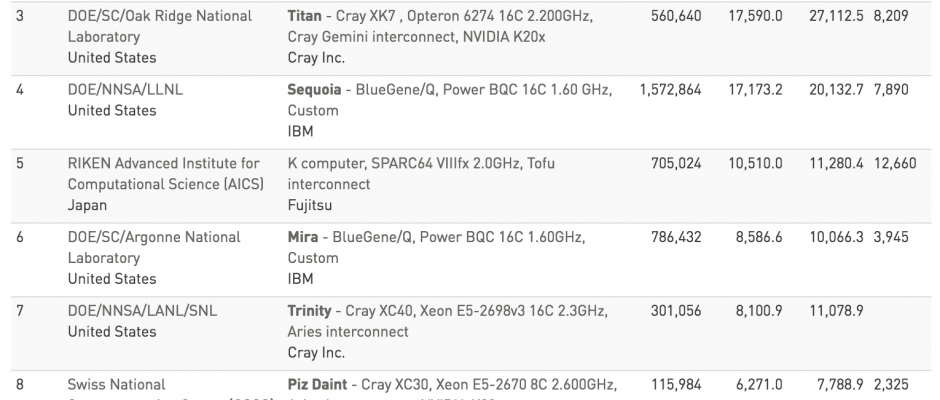 3 DOE/SC/Oak Ridge National Titan - Cray XK7 , Opteron 6274 16C 2.200GHz, 560,640 17,590.0 27,112.5 8,209
Laboratory Cray Gemini interconnect, NVIDIA K20x
United States Cray Inc.
4 DOE/NNSA/LLNL Sequoia - BlueGene/Q, Power BQC 16C 1.60 GHz, 1,572,864 17,173.2 20,132.7 7,890
United States Custom
IBM
5 RIKEN Advanced Institute for K computer, SPARC64 VIIIfx 2.0GHz, Tofu 705,024 10,510.0 11,280.4 12,660
Computational Science (AICS) interconnect
Japan Fujitsu
6 DOE/SC/Argonne National Mira - BlueGene/Q, Power BQC 16C 1.60GHz, 786,432 8,586.6 10,066.3 3,945
Laboratory Custom
United States IBM
7 DOE/NNSA/LANL/SNL Trinity - Cray XC40, Xeon E5-2698v3 16C 2.3GHz, 301,056 8,100.9 11,078.9
United States Aries interconnect
Cray Inc.
8 Swiss National Piz Daint - Cray XC30, Xeon E5-2670 8C 2.600GHz, 115,984 6,271.0 7,788.9 2,325